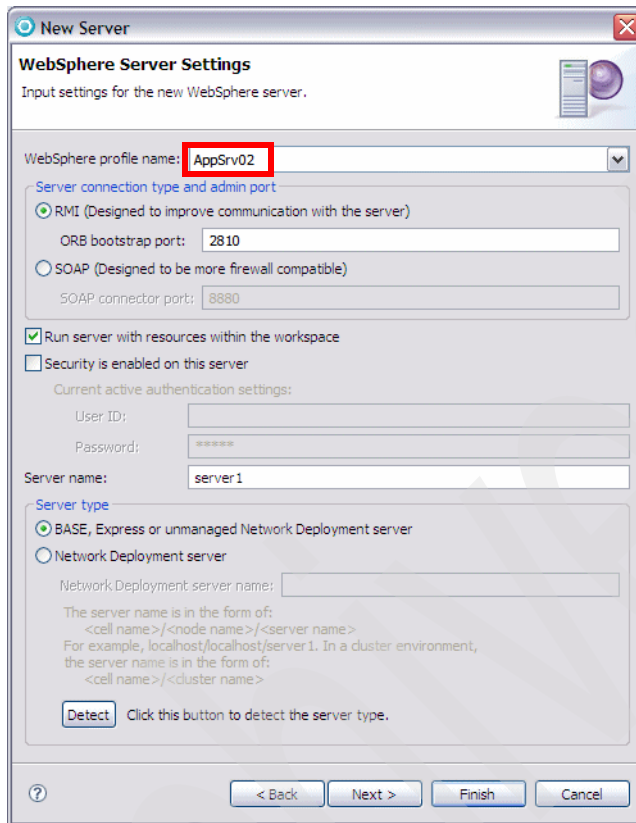 New Server
WebSphere Server Settings
Input settings for the new WebSphere server.
WebSphere profile name: AppSrv02
Server connection type and admin port
RMI (Designed to improve communication with the server)
ORB bootstrap port: 2810
SOAP (Designed to be more firewall compatible)
SOAP connector port: 8880
Run server with resources within the workspace
Security is enabled on this server
Current active authentication settings:
User ID:
Password: *****
Server name: server1
Server type
BASE, Express or unmanaged Network Deployment server
Network Deployment server
Network Deployment server name:
The server name is in the form of:
<cell name>/<node name>/<server name>
For example, localhost/localhost/server1. In a cluster environment,
the server name is in the form of:
<cell name>/<cluster name>
Detect Click this button to detect the server type.
? < Back Next > Finish Cancel